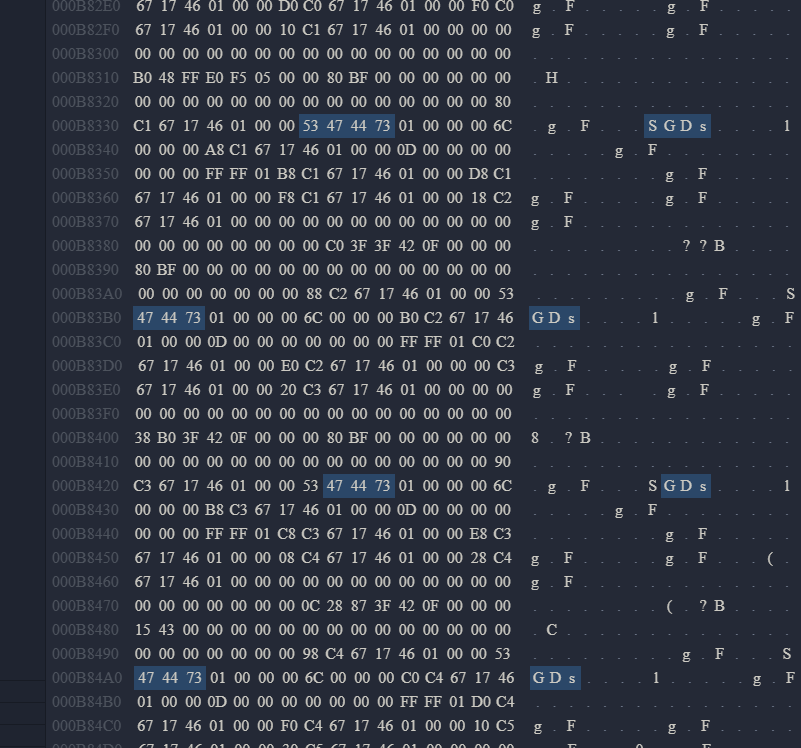 000B82E0 67 17 46 01 00 00 D0 C0 67 17 46 01 00 00 F0 C0 g . F . . . . . g . F . . . . .
000B82F0 67 17 46 01 00 00 10 C1 67 17 46 01 00 00 00 00 g . F . . . . . g . F . . . . .
000B8300 00 00 00 00 00 00 00 00 00 00 00 00 00 00 00 00 . . . . . . . . . . . . . . . .
000B8310 B0 48 FF E0 F5 05 00 00 80 BF 00 00 00 00 00 00 . H . . . . . . . . . . . . . .
000B8320 00 00 00 00 00 00 00 00 00 00 00 00 00 00 00 80 . . . . . . . . . . . . . . . .
000B8330 C1 67 17 46 01 00 00 53 47 44 73 01 00 00 00 6C . g . F . . . S G D s . . . . l
000B8340 00 00 00 A8 C1 67 17 46 01 00 00 0D 00 00 00 00 . . . . . g . F . . . . . . . .
000B8350 00 00 00 FF FF 01 B8 C1 67 17 46 01 00 00 D8 C1 . . . . . . . . g . F . . . . .
000B8360 67 17 46 01 00 00 F8 C1 67 17 46 01 00 00 18 C2 g . F . . . . . g . F . . . . .
000B8370 67 17 46 01 00 00 00 00 00 00 00 00 00 00 00 00 g . F . . . . . . . . . . . . .
000B8380 00 00 00 00 00 00 00 00 C0 3F 3F 42 0F 00 00 00 . . . . . . . . . ? ? B . . . .
000B8390 80 BF 00 00 00 00 00 00 00 00 00 00 00 00 00 00 . . . . . . . . . . . . . . . .
000B83A0 00 00 00 00 00 00 00 88 C2 67 17 46 01 00 00 53 . . . . . . . . . g . F . . . S
000B83B0 47 44 73 01 00 00 00 6C 00 00 00 B0 C2 67 17 46 G D s . . . . l . . . . . g . F
000B83C0 01 00 00 0D 00 00 00 00 00 00 00 FF FF 01 C0 C2 . . . . . . . . . . . . . . . .
000B83D0 67 17 46 01 00 00 E0 C2 67 17 46 01 00 00 00 C3 g . F . . . . . g . F . . . . .
000B83E0 67 17 46 01 00 00 20 C3 67 17 46 01 00 00 00 00 g . F . . .   . g . F . . . . .
000B83F0 00 00 00 00 00 00 00 00 00 00 00 00 00 00 00 00 . . . . . . . . . . . . . . . .
000B8400 38 B0 3F 42 0F 00 00 00 80 BF 00 00 00 00 00 00 8 . ? B . . . . . . . . . . . .
000B8410 00 00 00 00 00 00 00 00 00 00 00 00 00 00 00 90 . . . . . . . . . . . . . . . .
000B8420 C3 67 17 46 01 00 00 53 47 44 73 01 00 00 00 6C . g . F . . . S G D s . . . . l
000B8430 00 00 00 B8 C3 67 17 46 01 00 00 0D 00 00 00 00 . . . . . g . F . . . . . . . .
000B8440 00 00 00 FF FF 01 C8 C3 67 17 46 01 00 00 E8 C3 . . . . . . . . g . F . . . . .
000B8450 67 17 46 01 00 00 08 C4 67 17 46 01 00 00 28 C4 g . F . . . . . g . F . . . ( .
000B8460 67 17 46 01 00 00 00 00 00 00 00 00 00 00 00 00 g . F . . . . . . . . . . . . .
000B8470 00 00 00 00 00 00 00 0C 28 87 3F 42 0F 00 00 00 . . . . . . . . ( . ? B . . . .
000B8480 15 43 00 00 00 00 00 00 00 00 00 00 00 00 00 00 . C . . . . . . . . . . . . . .
000B8490 00 00 00 00 00 00 00 98 C4 67 17 46 01 00 00 53 . . . . . . . . . g . F . . . S
000B84A0 47 44 73 01 00 00 00 6C 00 00 00 C0 C4 67 17 46 G D s . . . . l . . . . . g . F
000B84B0 01 00 00 0D 00 00 00 00 00 00 00 FF FF 01 D0 C4 . . . . . . . . . . . . . . . .
000B84C0 67 17 46 01 00 00 F0 C4 67 17 46 01 00 00 10 C5 g . F . . . . . g . F . . . . .